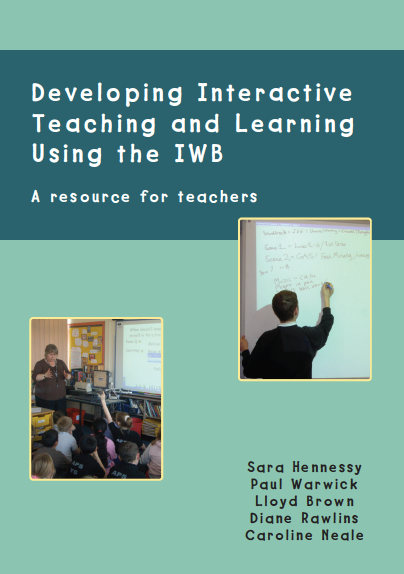 Developing Interactive
Teaching and Learning
Using the IWB
A resource for teachers
Sara Hennessy
Paul Warwick
Lloyd Brown
Diane Rawlins
Caroline Neale